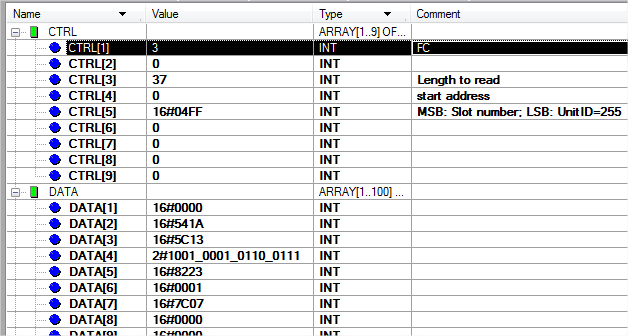 Name Value Type Comment
CTRL ARRAY[1..9] OF...
CTRL[1] 3 INT FC
CTRL[2] 0 INT
CTRL[3] 37 INT Length to read
CTRL[4] 0 INT start address
CTRL[5] 16#04FF INT MSB: Slot number; LSB: UnitID=255
CTRL[6] 0 INT
CTRL[7] 0 INT
CTRL[8] 0 INT
CTRL[9] 0 INT
DATA ARRAY[1..100] ...
DATA[1] 16#0000 INT
DATA[2] 16#541A INT
DATA[3] 16#5C13 INT
DATA[4] 2#1001_0001_0110_0111 INT
DATA[5] 16#8223 INT
DATA[6] 16#0001 INT
DATA[7] 16#7C07 INT
DATA[8] 16#0000 INT
DATA[9] 16#0000 INT